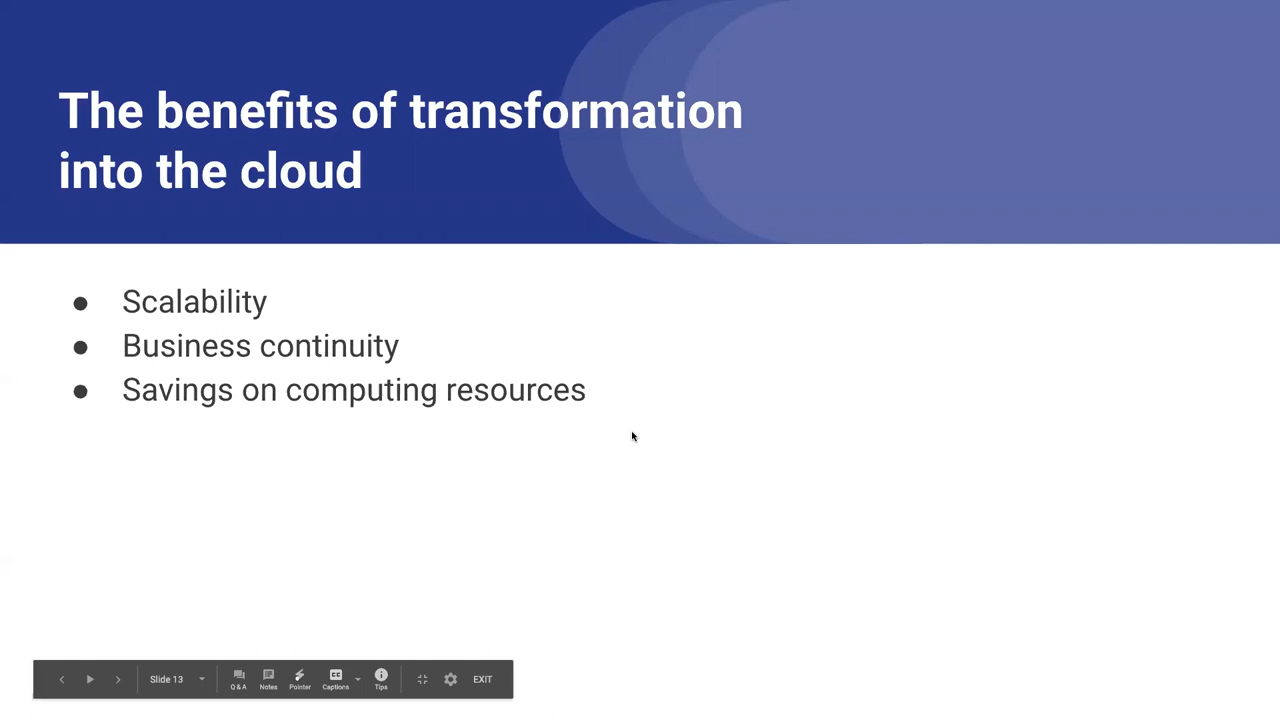 The benefits of transformation
into the cloud
● Scalability
● Business continuity
● Savings on computing resources
Slide 13
Q & A
Notes
Pointer
CC
Captions
Tips
EXIT